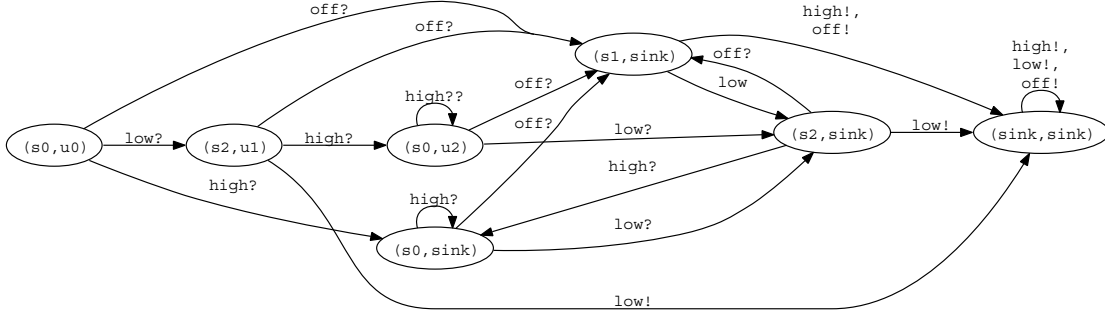 off?
high!,
off!
off?
(s1,sink)
off?
high!,
low!,
off!
high??
off?
low
off?
(s0,u0)
low?
(s2,u1)
high?
(s0,u2)
low?
(s2,sink)
low!
(sink,sink)
high?
high?
high?
low?
(s0,sink)
low!